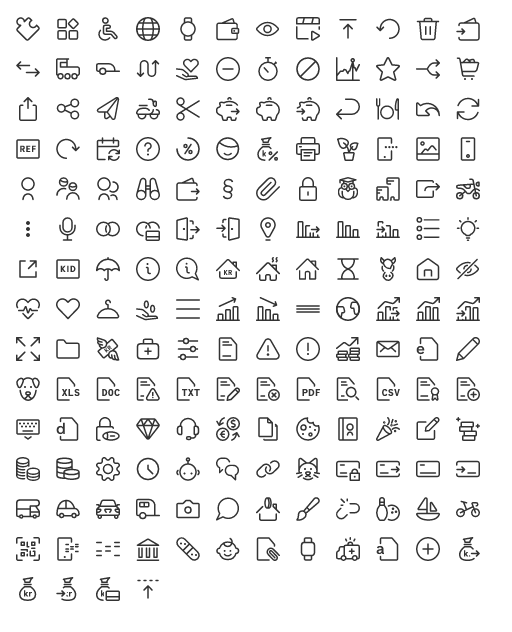 REF % ?
k%
§
KID i i KR
e
XLS DOC TXT PDF CSV
d € $
a k
kr :r k